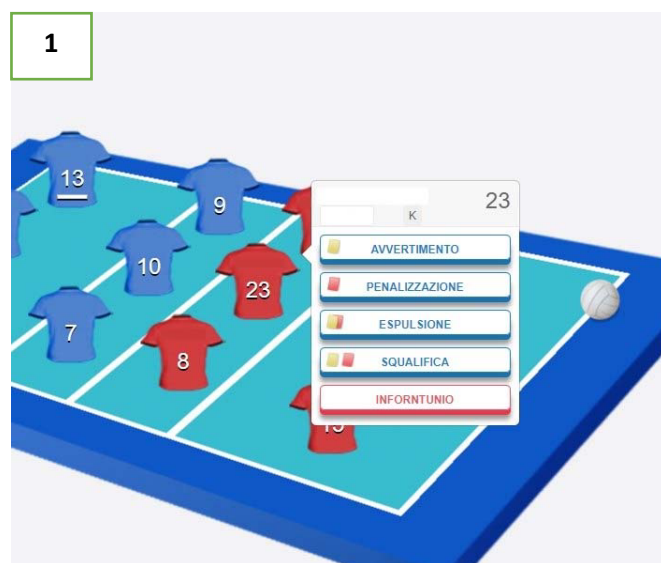 1
13
9
23
K
10
23
AVVERTIMENTO
PENALIZZAZIONE
7
8
ESPULSIONE
SQUALIFICA
INFORNTUNIO